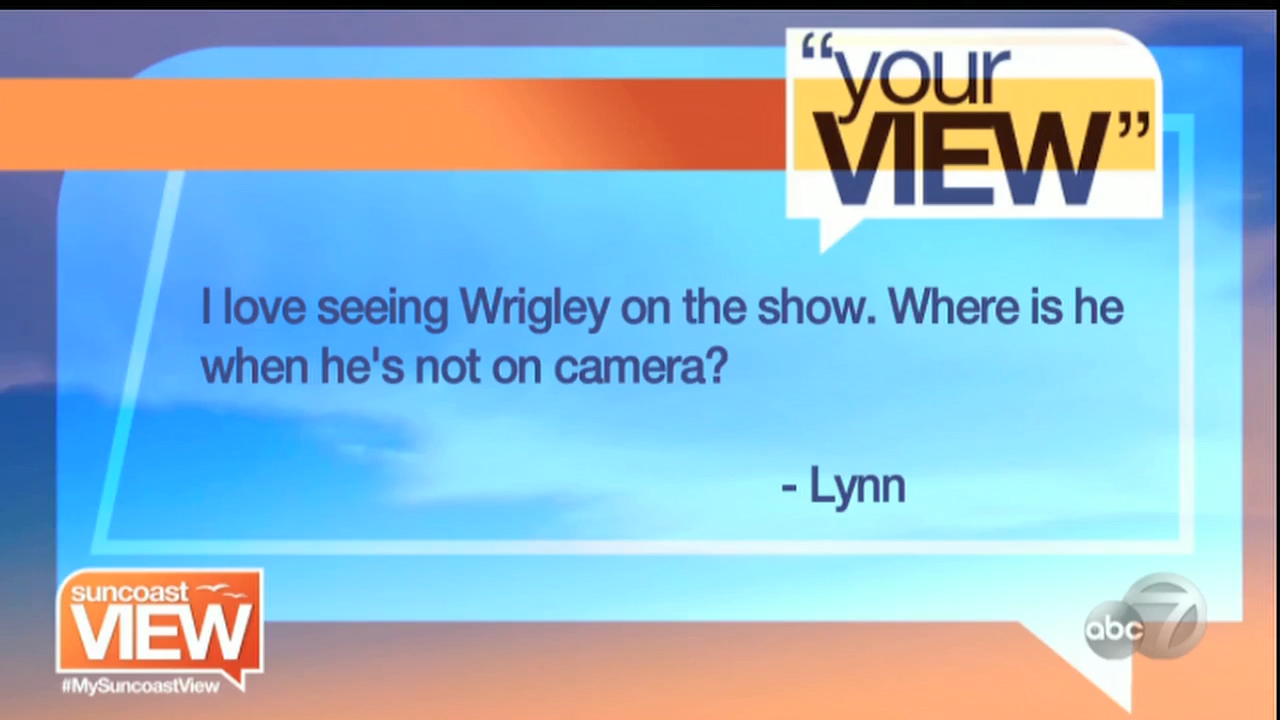 “your
VIEW”
I love seeing Wrigley on the show. Where is he
when he's not on camera?
- Lynn
suncoast
VIEW
#MySuncoastView
abc 7